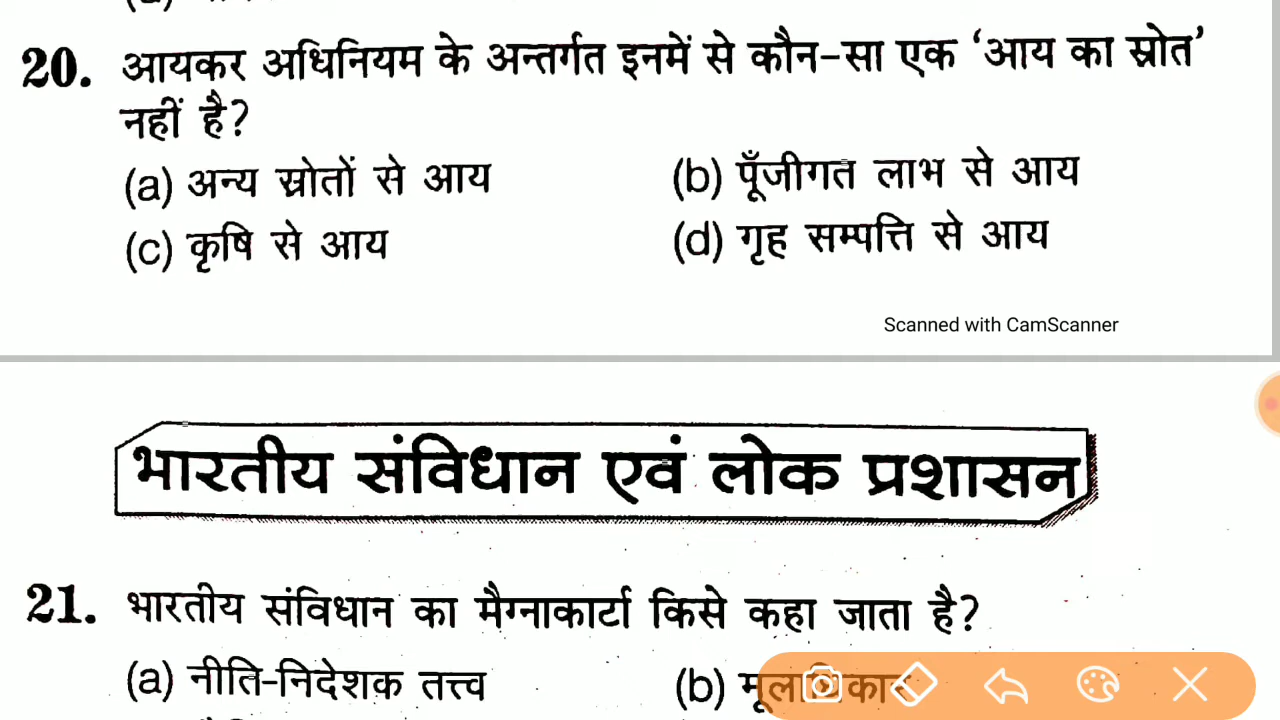 20. आयकर अधिनियम के अन्तर्गत इनमें से कौन-सा एक ‘आय का स्रोत’
नहीं है?
(a) अन्य स्रोतों से आय (b) पूँजीगत लाभ से आय
(c) कृषि से आय (d) गृह सम्पत्ति से आय
Scanned with CamScanner
भारतीय संविधान एवं लोक प्रशासन
21. भारतीय संविधान का मैग्नाकार्टा किसे कहा जाता है?
(a) नीति-निदेशक तत्त्व (b)